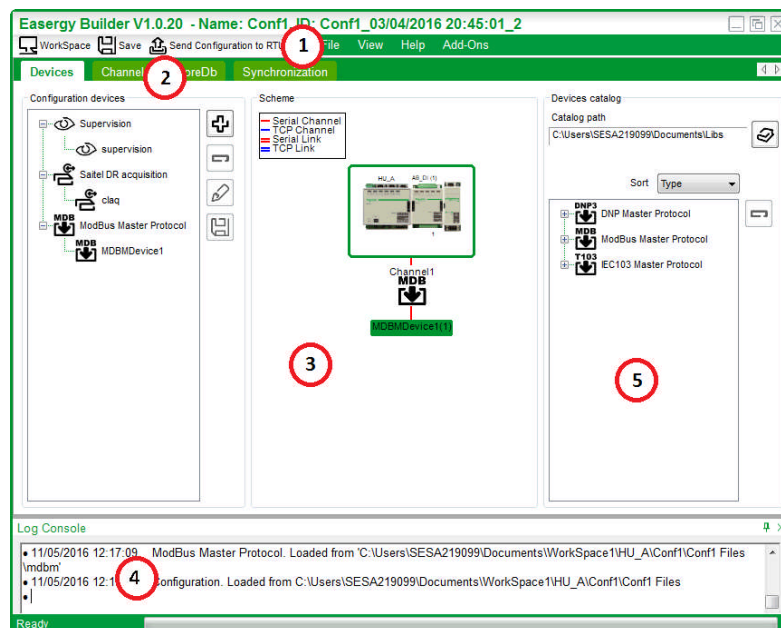 Easergy Builder V1.0.20 - Name: Conf1 ID: Conf1_03/04/2016 20:45:01_2
WorkSpace Save Send Configuration to RTU 1 File View Help Add-Ons
Devices Channel 2 oreDb Synchronization
Configuration devices
Supervision
supervision
Saitel DR acquisition
claq
MDB
ModBus Master Protocol
MDB
MDBMDevice1
Scheme
Serial Channel
TCP Channel
Serial Link
TCP Link
HU_A AB_DI (1)
1
Channel1
MDB
MDBMDevice1(1)
3
Devices catalog
Catalog path
C:\Users\SESA219099\Documents\Libs
Sort Type
DNP3
DNP Master Protocol
MDB
ModBus Master Protocol
T103
IEC103 Master Protocol
5
Log Console
• 11/05/2016 12:17:09 ModBus Master Protocol. Loaded from 'C:\Users\SESA219099\Documents\WorkSpace1\HU_A\Conf1\Conf1 Files
\mdbm'
• 11/05/2016 12:1 4 Configuration. Loaded from C:\Users\SESA219099\Documents\WorkSpace1\HU_A\Conf1\Conf1 Files
•
Ready